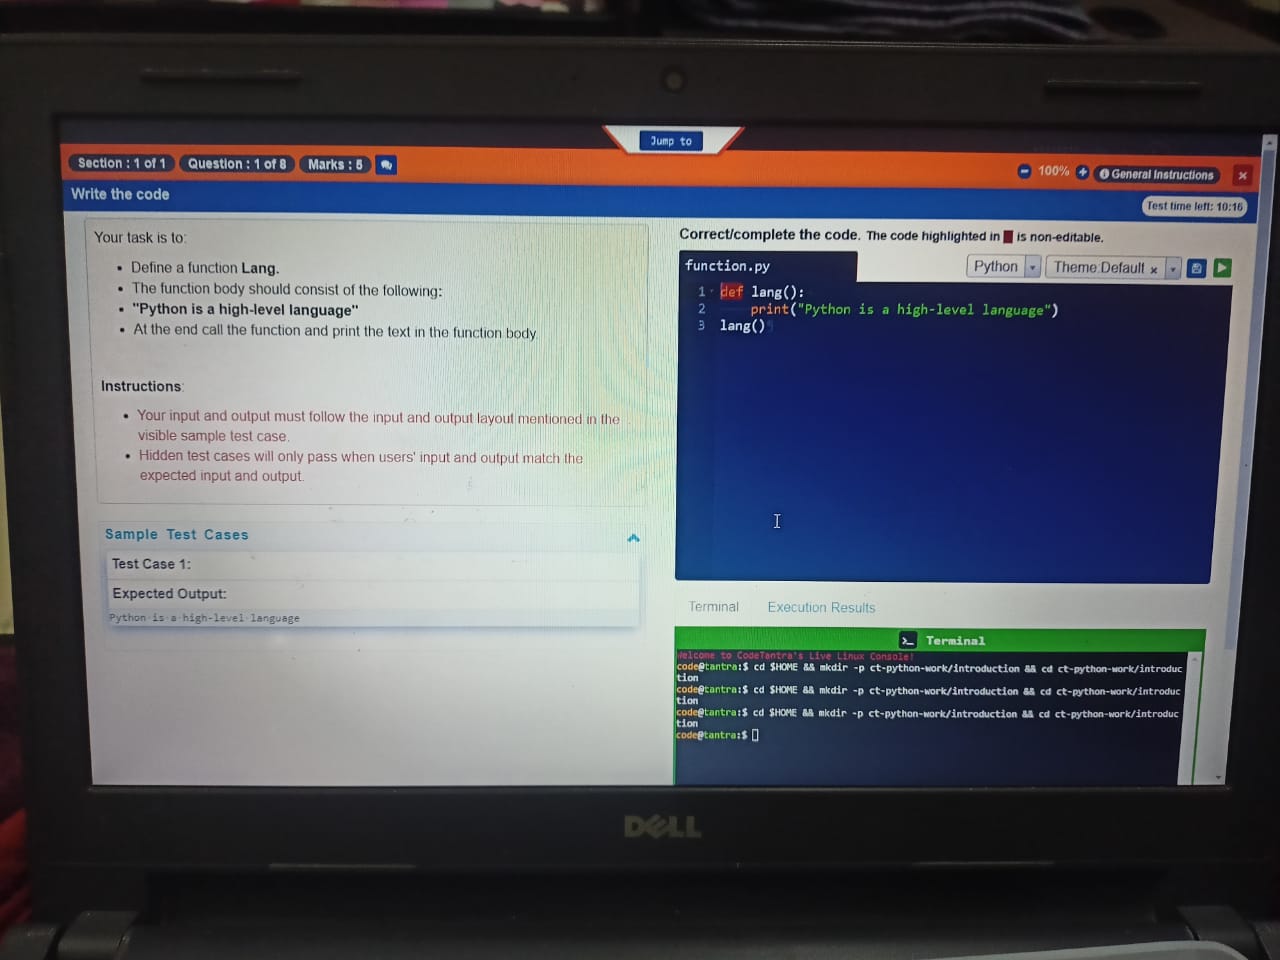 Jump to
Section : 1 of 1 Question : 1 of 8 Marks : 5
100% General Instructions
Write the code
Test time left: 10:16
Your task is to:
Define a function Lang.
The function body should consist of the following:
"Python is a high-level language"
At the end call the function and print the text in the function body
Instructions:
Your input and output must follow the input and output layout mentioned in the
visible sample test case.
Hidden test cases will only pass when users' input and output match the
expected input and output.
Sample Test Cases
Test Case 1:
Expected Output:
Python is a high-level language
Correct/complete the code. The code highlighted in is non-editable.
function.py
Python Theme:Default ×
1 def lang():
2 print("Python is a high-level language")
3 lang()
Terminal Execution Results
Terminal
Welcome to CodeTantra's Live Linux Console!
code@tantra:$ cd $HOME && mkdir -p ct-python-work/introduction && cd ct-python-work/introduc
tion
code@tantra:$ cd $HOME && mkdir -p ct-python-work/introduction && cd ct-python-work/introduc
tion
code@tantra:$ cd $HOME && mkdir -p ct-python-work/introduction && cd ct-python-work/introduc
tion
code@tantra:$
DELL